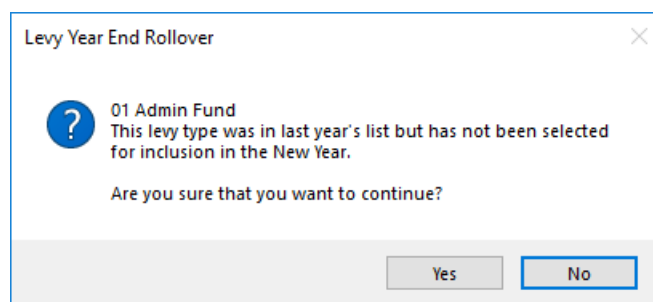 Levy Year End Rollover
01 Admin Fund
This levy type was in last year's list but has not been selected
for inclusion in the New Year.
Are you sure that you want to continue?
Yes
No